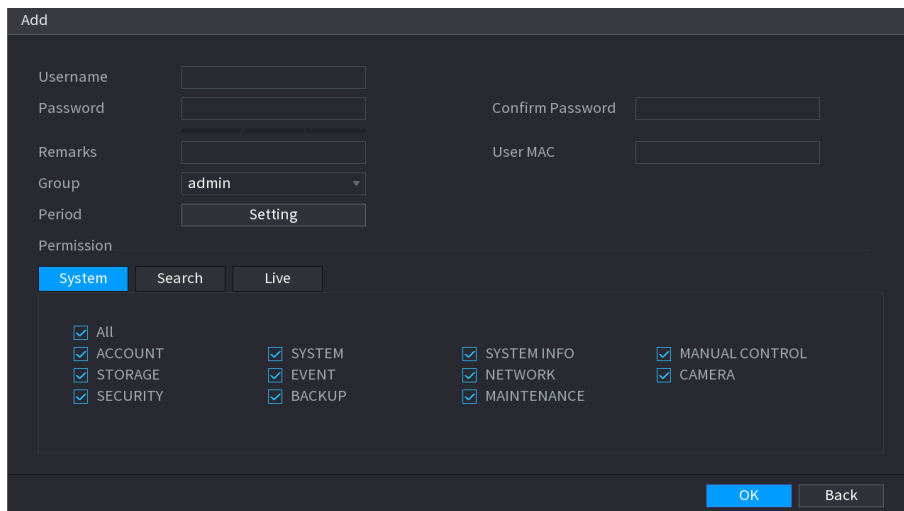 Add
Username
Password
Confirm Password
Remarks
User MAC
Group
admin
Period
Setting
Permission
System
Search
Live
All
ACCOUNT
SYSTEM
SYSTEM INFO
MANUAL CONTROL
STORAGE
EVENT
NETWORK
CAMERA
SECURITY
BACKUP
MAINTENANCE
OK
Back